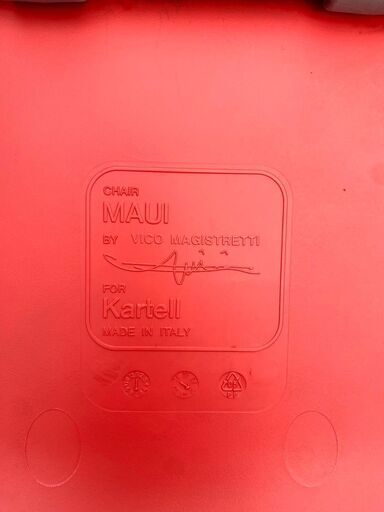 CHAIR
MAUI
BY VICO MAGISTRETTI
FOR
Kartell
MADE IN ITALY